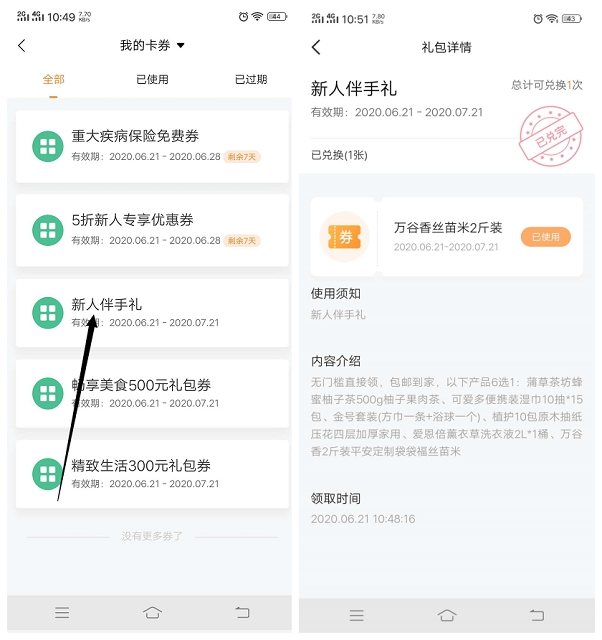 2G 4G 10:49 7.70 KB/s 44
我的卡券
全部 已使用 已过期
重大疾病保险免费券
有效期：2020.06.21 - 2020.06.28 剩余7天
5折新人专享优惠券
有效期：2020.06.21 - 2020.06.28 剩余7天
新人伴手礼
有效期：2020.06.21 - 2020.07.21
畅享美食500元礼包券
有效期：2020.06.21 - 2020.07.21
精致生活300元礼包券
有效期：2020.06.21 - 2020.07.21
没有更多券了
2G 4G 10:51 7.80 KB/s 43
礼包详情
新人伴手礼 总计可兑换1次
有效期：2020.06.21 - 2020.07.21
已兑完
已兑换(1张)
券
万谷香丝苗米2斤装
2020.06.21-2020.07.21
已使用
使用须知
新人伴手礼
内容介绍
无门槛直接领，包邮到家，以下产品6选1：蒲草茶坊蜂
蜜柚子茶500g柚子果肉茶、可爱多便携装湿巾10抽*15
包、金号套装(方巾一条+浴球一个)、植护10包原木抽纸
压花四层加厚家用、爱恩倍薰衣草洗衣液2L*1桶、万谷
香2斤装平安定制袋袋福丝苗米
领取时间
2020.06.21 10:48:16